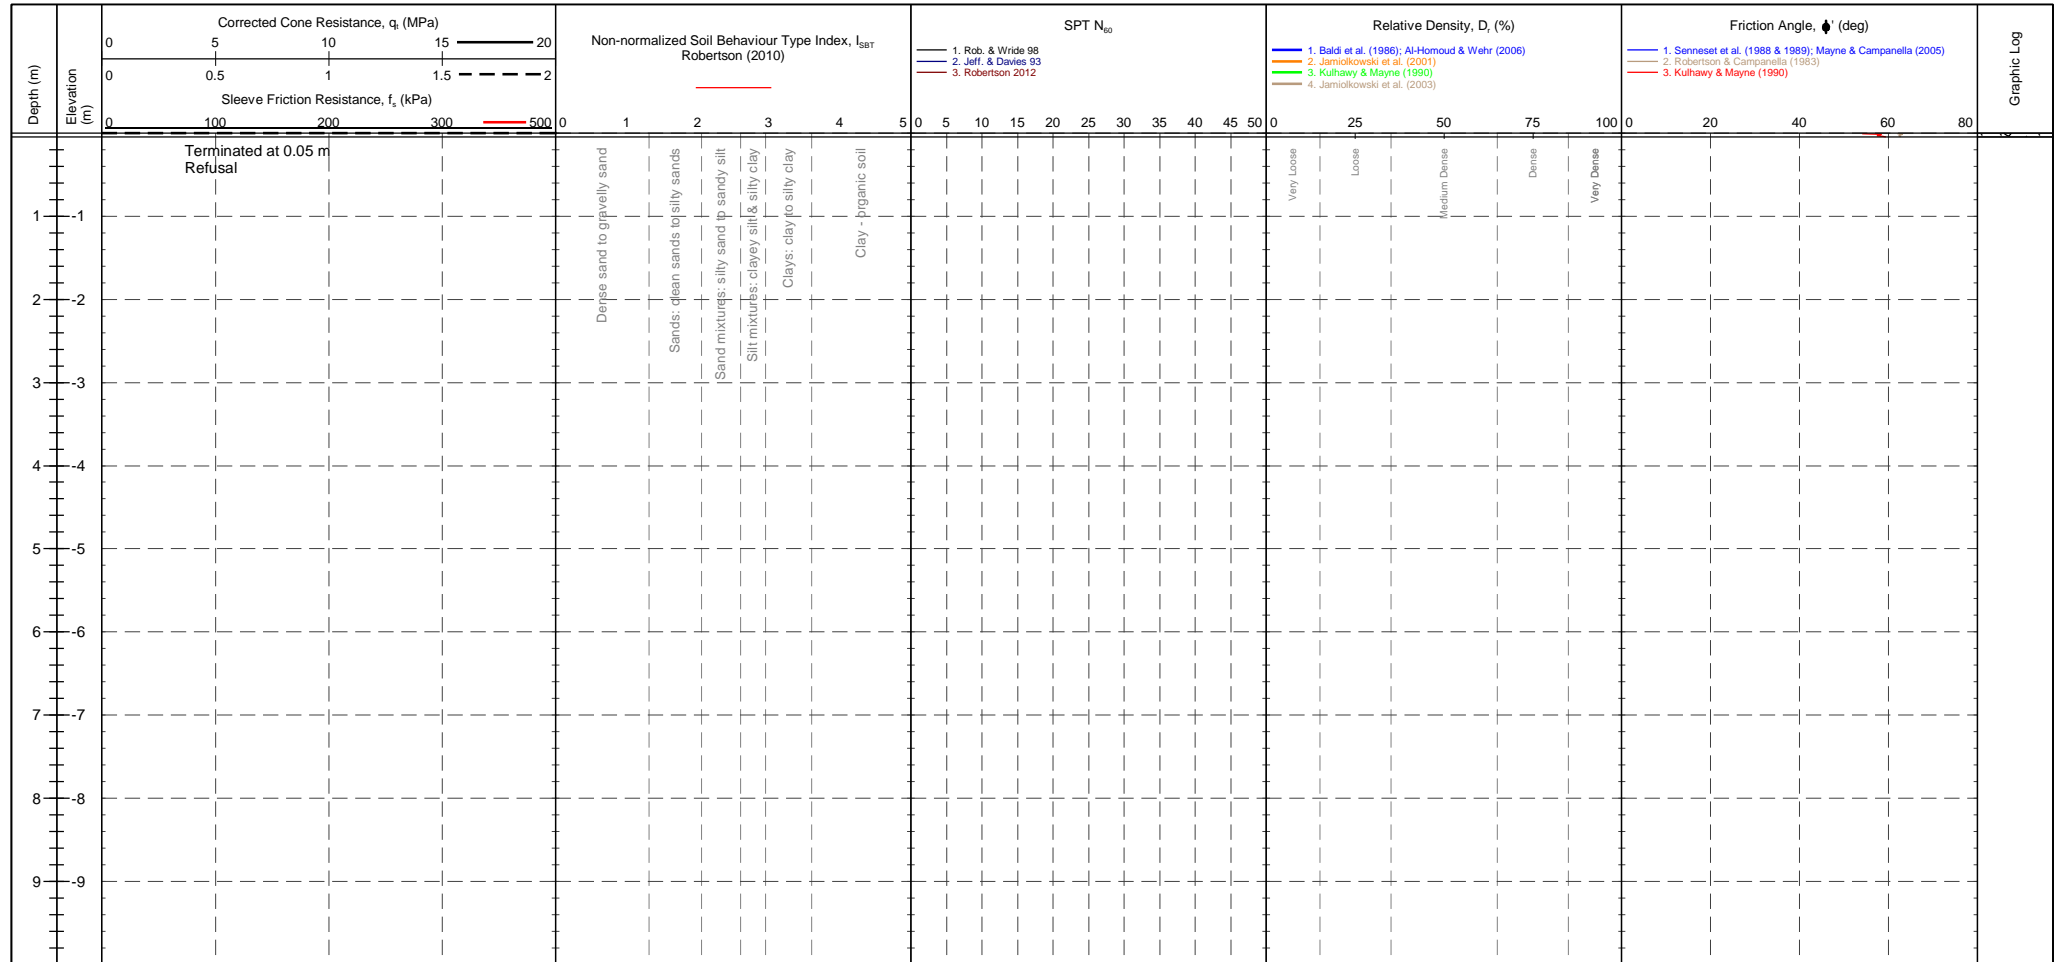 Depth (m)
Elevation
(m)
Corrected Cone Resistance, qt (MPa)
0 5 10 15 20
0 0.5 1 1.5 2
Sleeve Friction Resistance, fs (kPa)
0 100 200 300 500
Non-normalized Soil Behaviour Type Index, ISBT
Robertson (2010)
0 1 2 3 4 5
SPT N60
1. Rob. & Wride 98
2. Jeff. & Davies 93
3. Robertson 2012
0 5 10 15 20 25 30 35 40 45 50
Relative Density, Dr (%)
1. Baldi et al. (1986); Al-Homoud & Wehr (2006)
2. Jamiolkowski et al. (2001)
3. Kulhawy & Mayne (1990)
4. Jamiolkowski et al. (2003)
0 25 50 75 100
Friction Angle, ϕ' (deg)
1. Senneset et al. (1988 & 1989); Mayne & Campanella (2005)
2. Robertson & Campanella (1983)
3. Kulhawy & Mayne (1990)
0 20 40 60 80
Graphic Log
Terminated at 0.05 m
Refusal
Dense sand to gravelly sand
Sands: clean sands to silty sands
Sand mixtures: silty sand to sandy silt
Silt mixtures: clayey silt & silty clay
Clays: clay to silty clay
Clay - organic soil
Very Loose
Loose
Medium Dense
Dense
Very Dense
1 -1
2 -2
3 -3
4 -4
5 -5
6 -6
7 -7
8 -8
9 -9